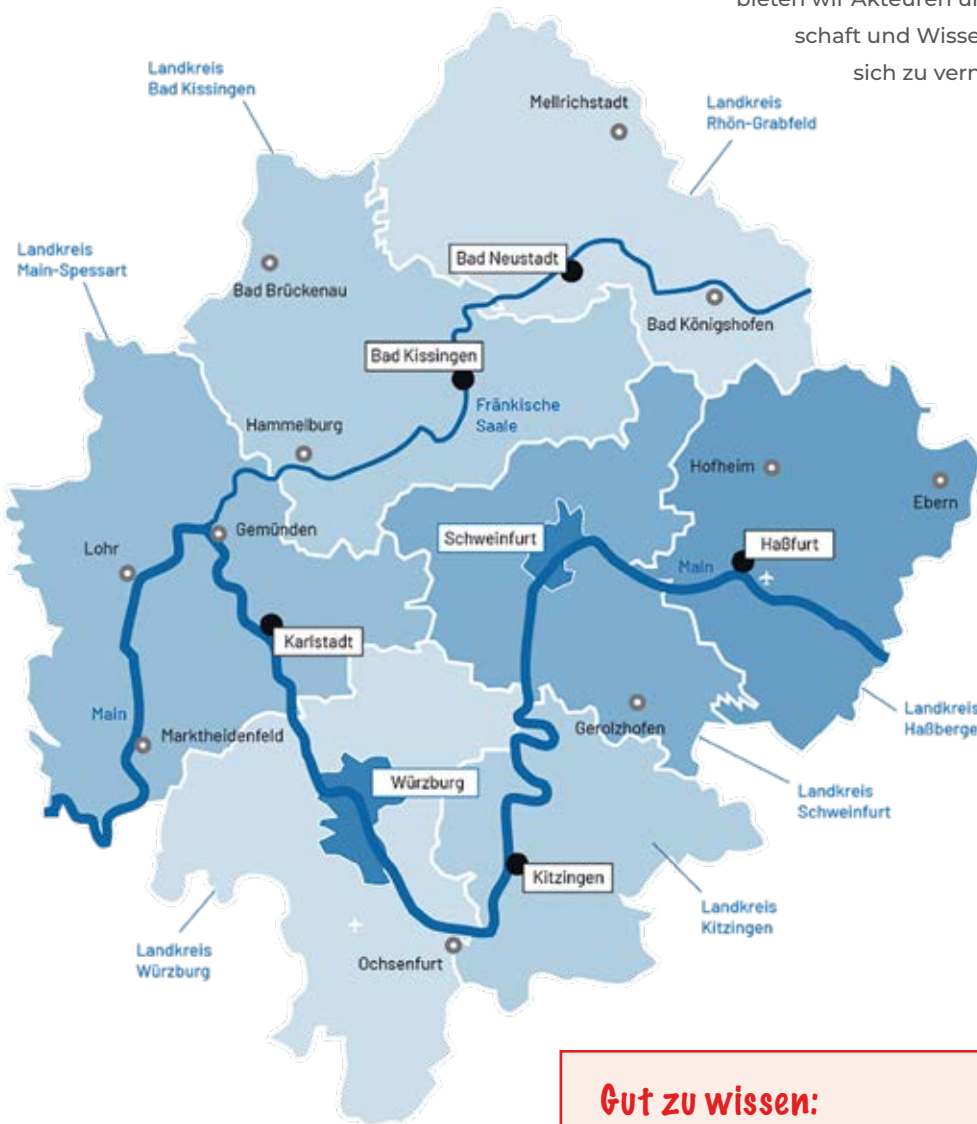 bieten wir Akteuren u
schaft und Wisse
sich zu vern
Landkreis
Bad Kissingen
Mellrichstadt
Landkreis
Rhön-Grabfeld
Landkreis
Main-Spessart
Bad Neustadt
Bad Brückenau
Bad Königshofen
Bad Kissingen
Fränkische
Saale
Hammelburg
Hofheim
Ebern
Gemünden
Schweinfurt
Haßfurt
Lohr
Main
Karlstadt
Main
Marktheidenfeld
Gerolzhofen
Landkreis
Haßberge
Würzburg
Landkreis
Schweinfurt
Kitzingen
Landkreis
Kitzingen
Landkreis
Würzburg
Ochsenfurt
Gut zu wissen: